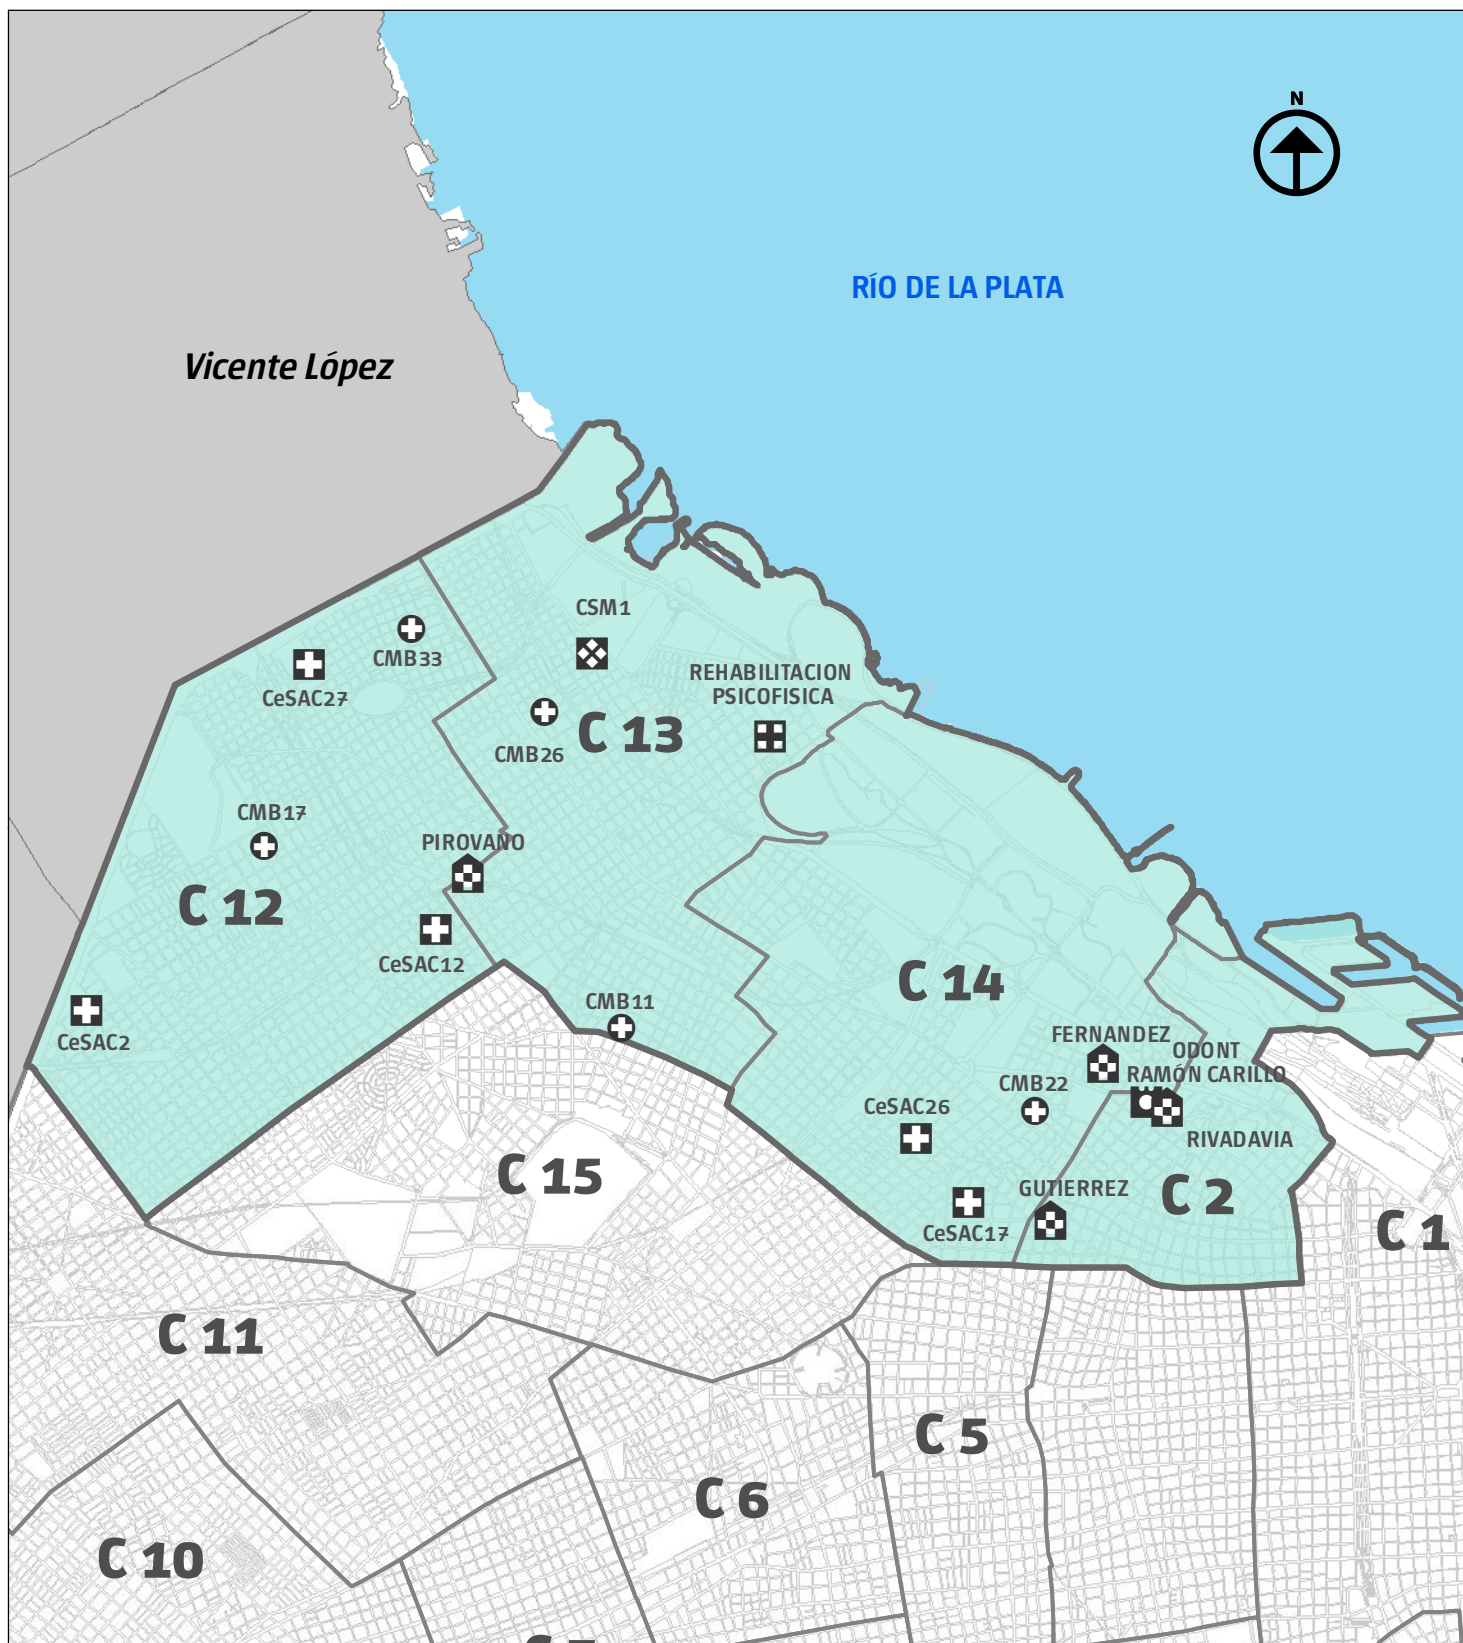 N
RÍO DE LA PLATA
Vicente López
CSM1
CMB33
CeSAC27
REHABILITACION
PSICOFISICA
C 13
CMB26
CMB17
PIROVANO
C 12
CeSAC12
C 14
CMB11
CeSAC2
FERNANDEZ
ODONT
RAMÓN CARILLO
CMB22
CeSAC26
RIVADAVIA
C 15
GUTIERREZ
C 2
CeSAC17
C 1
C 11
C 5
C 6
C 10